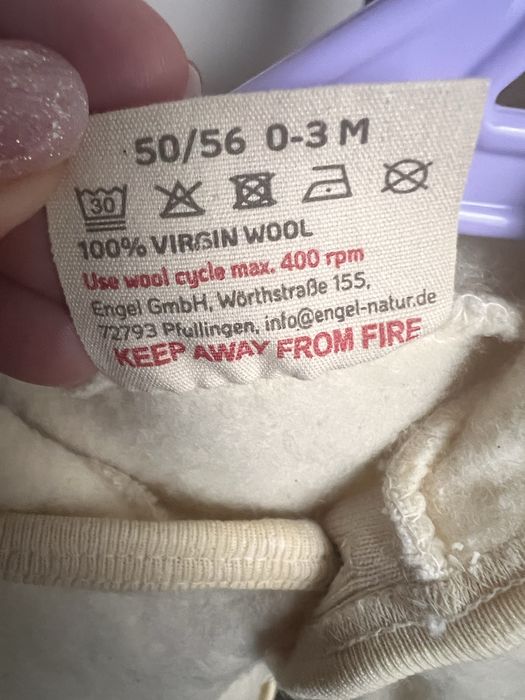 50/56 0-3 M
30
100% VIRGIN WOOL
Use wool cycle max. 400 rpm
Engel GmbH, Wörthstraße 155,
72793 Pfullingen, info@engel-natur.de
KEEP AWAY FROM FIRE